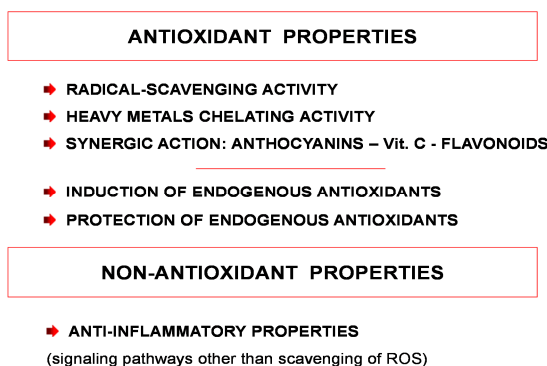 ANTIOXIDANT PROPERTIES
RADICAL-SCAVENGING ACTIVITY
HEAVY METALS CHELATING ACTIVITY
SYNERGIC ACTION: ANTHOCYANINS – Vit. C - FLAVONOIDS
INDUCTION OF ENDOGENOUS ANTIOXIDANTS
PROTECTION OF ENDOGENOUS ANTIOXIDANTS
NON-ANTIOXIDANT PROPERTIES
ANTI-INFLAMMATORY PROPERTIES
(signaling pathways other than scavenging of ROS)